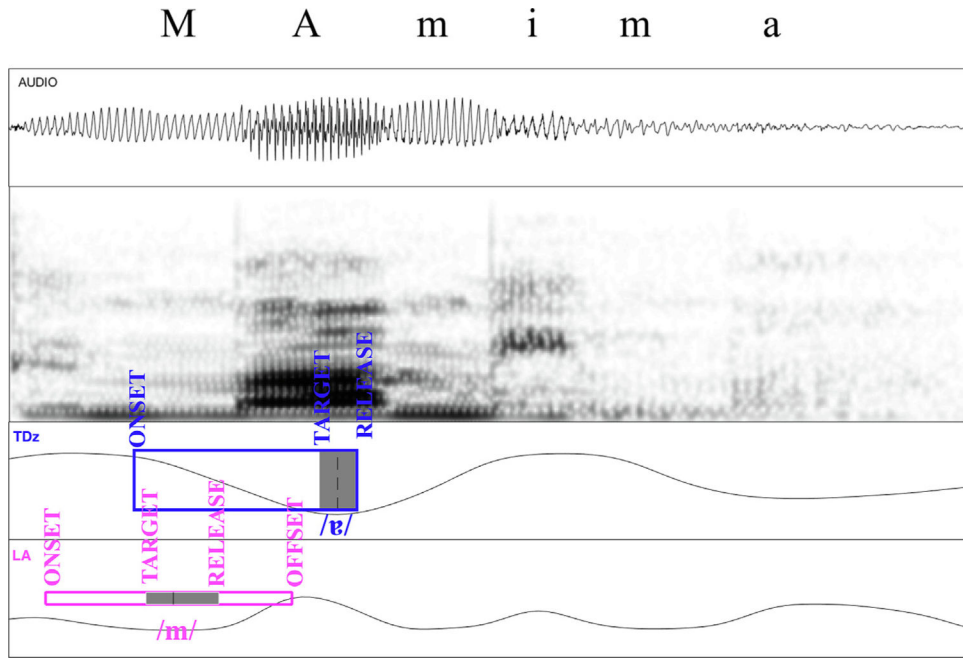 M A m i m a
AUDIO
TDz
ONSET TARGET RELEASE
/ɐ/
LA
ONSET TARGET RELEASE OFFSET
/m/